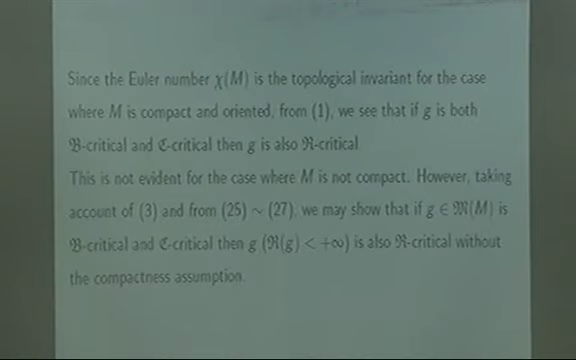 Since the Euler number χ(M) is the topological invariant for the case
where M is compact and oriented, from (1), we see that if g is both
𝔅-critical and ℭ-critical then g is also ℜ-critical
This is not evident for the case where M is not compact. However, taking
account of (3) and from (25) ∼ (27), we may show that if g ∈ 𝔐(M) is
𝔅-critical and ℭ-critical then g (ℜ(g) < +∞) is also ℜ-critical without
the compactness assumption.